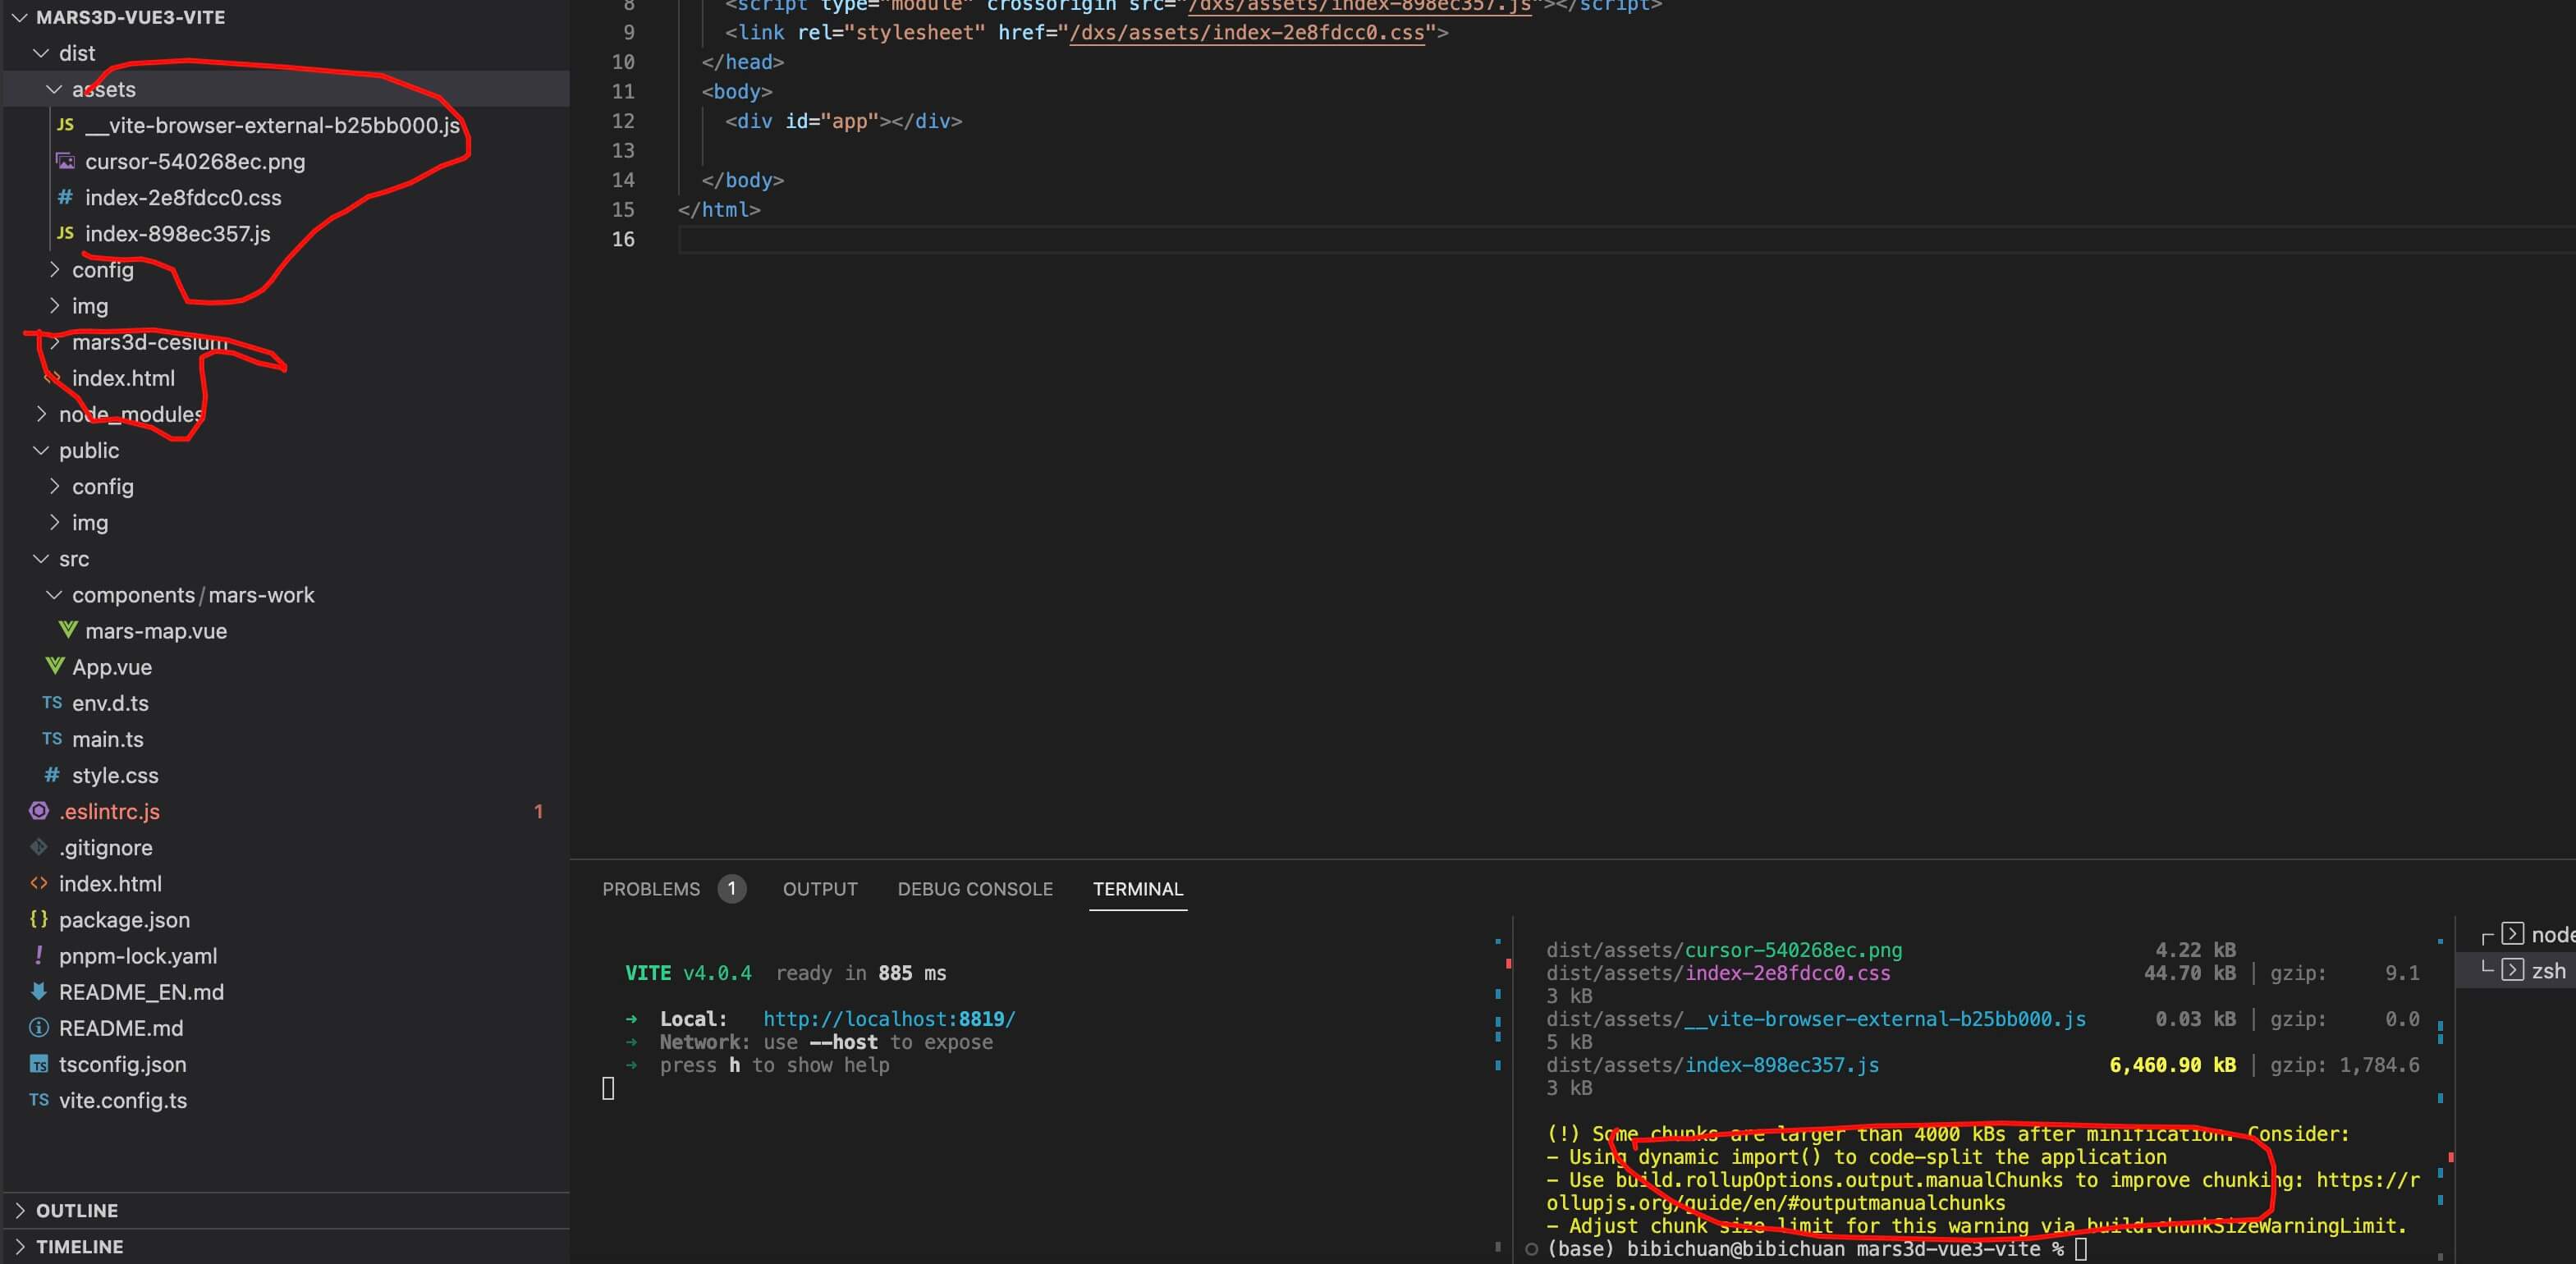 MARS3D-VUE3-VITE
dist
assets
JS __vite-browser-external-b25bb000.js
cursor-540268ec.png
# index-2e8fdcc0.css
JS index-898ec357.js
config
img
mars3d-cesium
<> index.html
node_modules
public
config
img
src
components/mars-work
mars-map.vue
App.vue
TS env.d.ts
TS main.ts
# style.css
.eslintrc.js 1
.gitignore
<> index.html
{} package.json
! pnpm-lock.yaml
README_EN.md
README.md
TS tsconfig.json
TS vite.config.ts
OUTLINE
TIMELINE
8 <script type="module" crossorigin src="/dxs/assets/index-898ec357.js"></script>
9 <link rel="stylesheet" href="/dxs/assets/index-2e8fdcc0.css">
10 </head>
11 <body>
12 <div id="app"></div>
13
14 </body>
15 </html>
16
PROBLEMS 1 OUTPUT DEBUG CONSOLE TERMINAL
VITE v4.0.4 ready in 885 ms
➜ Local: http://localhost:8819/
➜ Network: use --host to expose
➜ press h to show help
dist/assets/cursor-540268ec.png 4.22 kB
dist/assets/index-2e8fdcc0.css 44.70 kB │ gzip: 9.1
3 kB
dist/assets/__vite-browser-external-b25bb000.js 0.03 kB │ gzip: 0.0
5 kB
dist/assets/index-898ec357.js 6,460.90 kB │ gzip: 1,784.6
3 kB
(!) Some chunks are larger than 4000 kBs after minification. Consider:
- Using dynamic import() to code-split the application
- Use build.rollupOptions.output.manualChunks to improve chunking: https://r
ollupjs.org/guide/en/#outputmanualchunks
- Adjust chunk size limit for this warning via build.chunkSizeWarningLimit.
(base) bibichuan@bibichuan mars3d-vue3-vite %
node
zsh